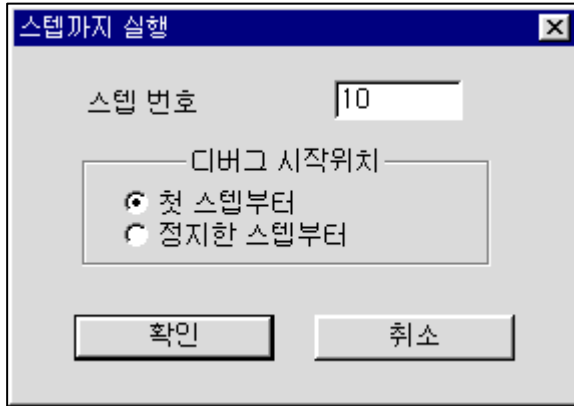 스텝까지 실행
스텝 번호 10
디버그 시작위치
첫 스텝부터
정지한 스텝부터
확인 취소